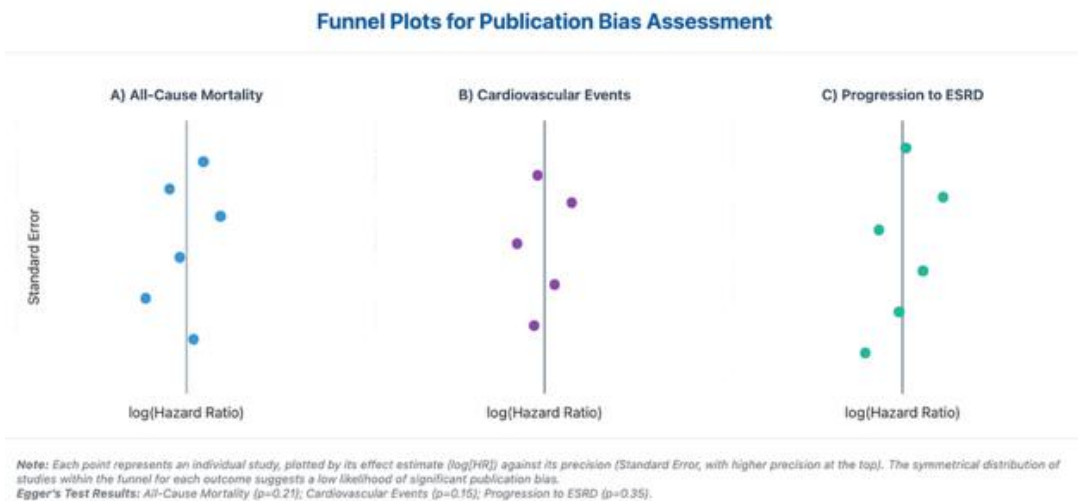 Funnel Plots for Publication Bias Assessment
A) All-Cause Mortality
B) Cardiovascular Events
C) Progression to ESRD
Standard Error
log(Hazard Ratio)
log(Hazard Ratio)
log(Hazard Ratio)
Note: Each point represents an individual study, plotted by its effect estimate (log[HR]) against its precision (Standard Error, with higher precision at the top). The symmetrical distribution of
studies within the funnel for each outcome suggests a low likelihood of significant publication bias.
Egger's Test Results: All-Cause Mortality (p=0.21); Cardiovascular Events (p=0.15); Progression to ESRD (p=0.35).